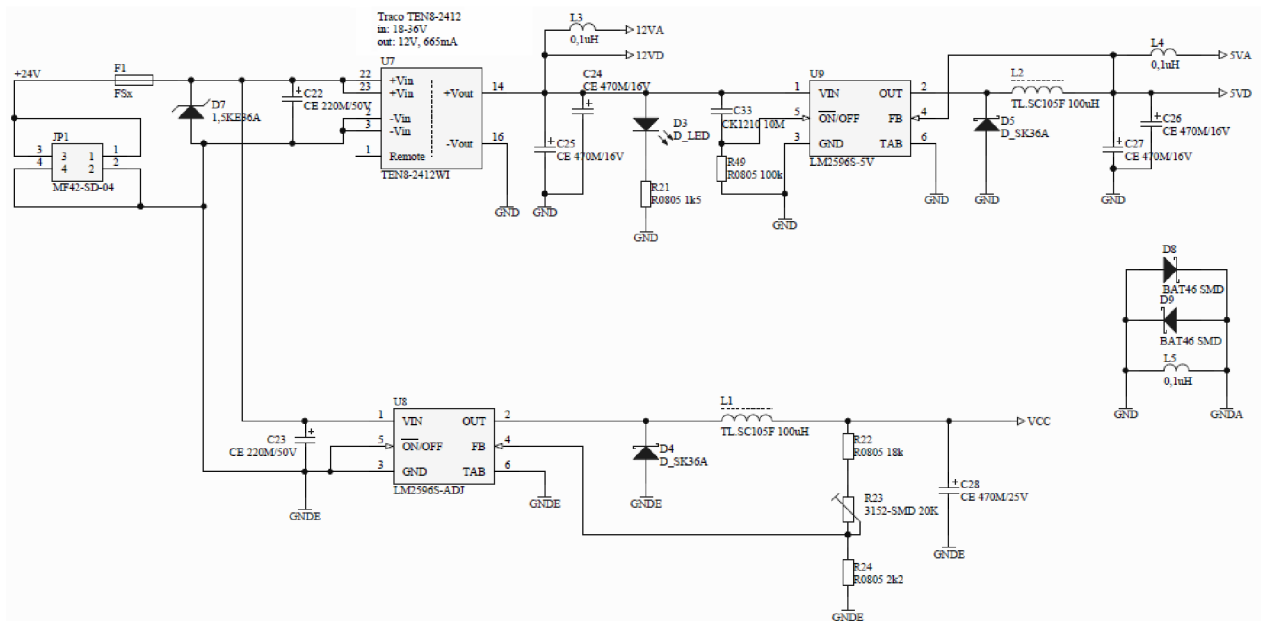 Traco TEN8-2412
in: 18-36V
out: 12V, 665mA
U7
+24V
F1
FSx
D7
1,5KE36A
C22
CE 220M/50V
22
23
2
3
1
+Vin
+Vin
-Vin
-Vin
Remote
+Vout
-Vout
14
16
TEN8-2412WI
JP1
3
4
3 1
4 2
1
2
MF42-SD-04
GND
L3
0,1uH
12VA
12VD
C24
CE 470M/16V
C25
CE 470M/16V
GND
D3
D_LED
R21
R0805 1k5
GND
C33
CK1210 10M
R49
R0805 100k
GND
U9
1
5
3
VIN OUT
ON/OFF FB
GND TAB
2
4
6
LM2596S-5V
GND
D5
D_SK36A
GND
L2
TL.SC105F 100uH
L4
0,1uH
5VA
5VD
C26
CE 470M/16V
C27
CE 470M/16V
GND
D8
BAT46 SMD
D9
BAT46 SMD
L5
0,1uH
GND
GNDA
C23
CE 220M/50V
GNDE
U8
1
5
3
VIN OUT
ON/OFF FB
GND TAB
2
4
6
LM2596S-ADJ
GNDE
D4
D_SK36A
GNDE
L1
TL.SC105F 100uH
VCC
R22
R0805 18k
R23
3152-SMD 20K
R24
R0805 2k2
GNDE
C28
CE 470M/25V
GNDE